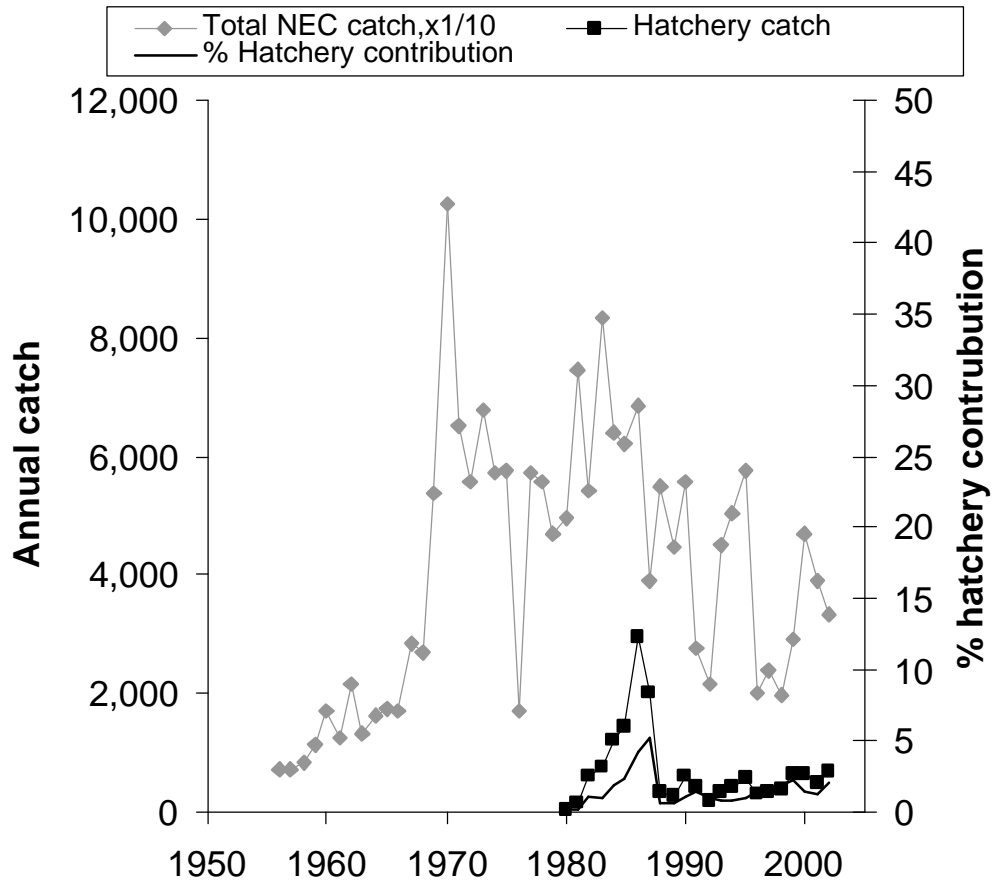 Total NEC catch,x1/10 Hatchery catch
% Hatchery contribution
12,000 50
45
10,000 40
35
8,000 30
6,000 25
20
4,000 15
10
2,000 5
0 0
1950 1960 1970 1980 1990 2000
Annual catch
% hatchery contrubution